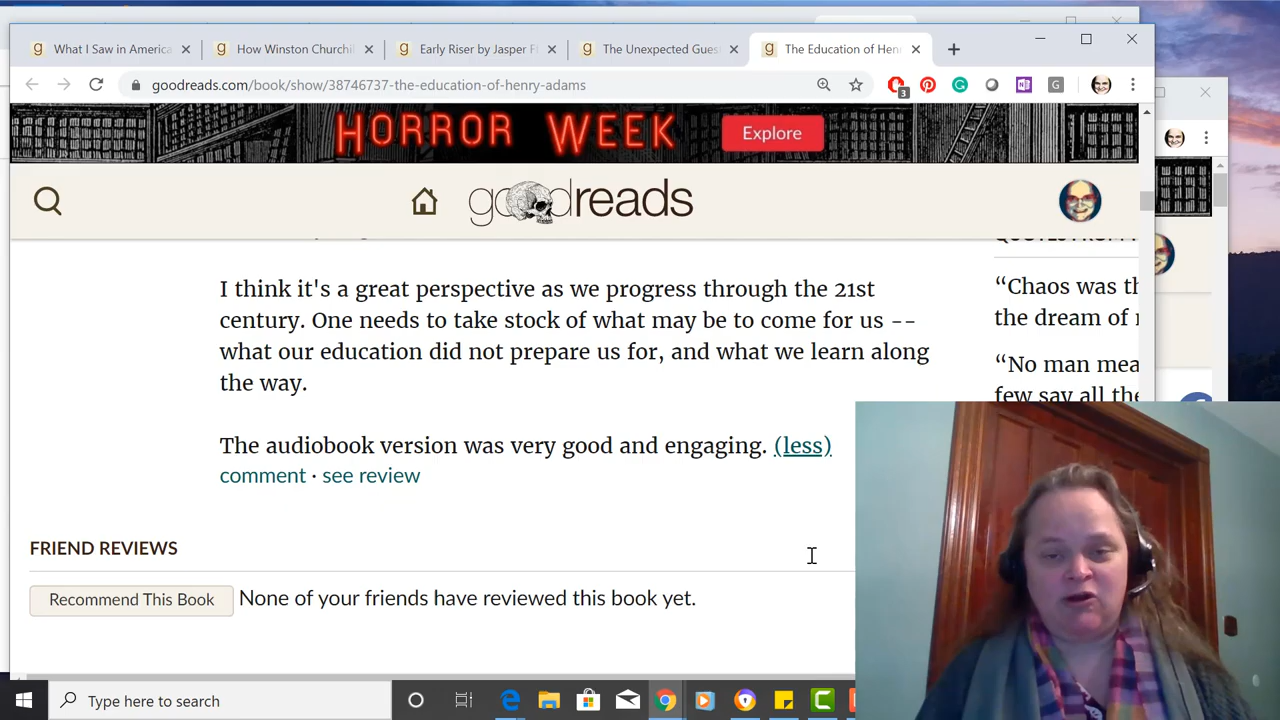 What I Saw in America
How Winston Churchil
Early Riser by Jasper F
The Unexpected Gues
The Education of Hen
goodreads.com/book/show/38746737-the-education-of-henry-adams
3
G
HORROR WEEK
Explore
goodreads
I think it's a great perspective as we progress through the 21st
century. One needs to take stock of what may be to come for us --
what our education did not prepare us for, and what we learn along
the way.
The audiobook version was very good and engaging. (less)
comment · see review
“Chaos was th
the dream of
“No man mea
few say all the
FRIEND REVIEWS
Recommend This Book
None of your friends have reviewed this book yet.
Type here to search